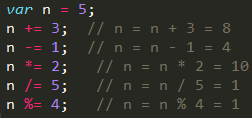 var n = 5;
n += 3;  // n = n + 3 = 8
n -= 1;  // n = n - 1 = 4
n *= 2;   // n = n * 2 = 10
n /= 5;   // n = n / 5 = 1
n %= 4;   // n = n % 4 = 1